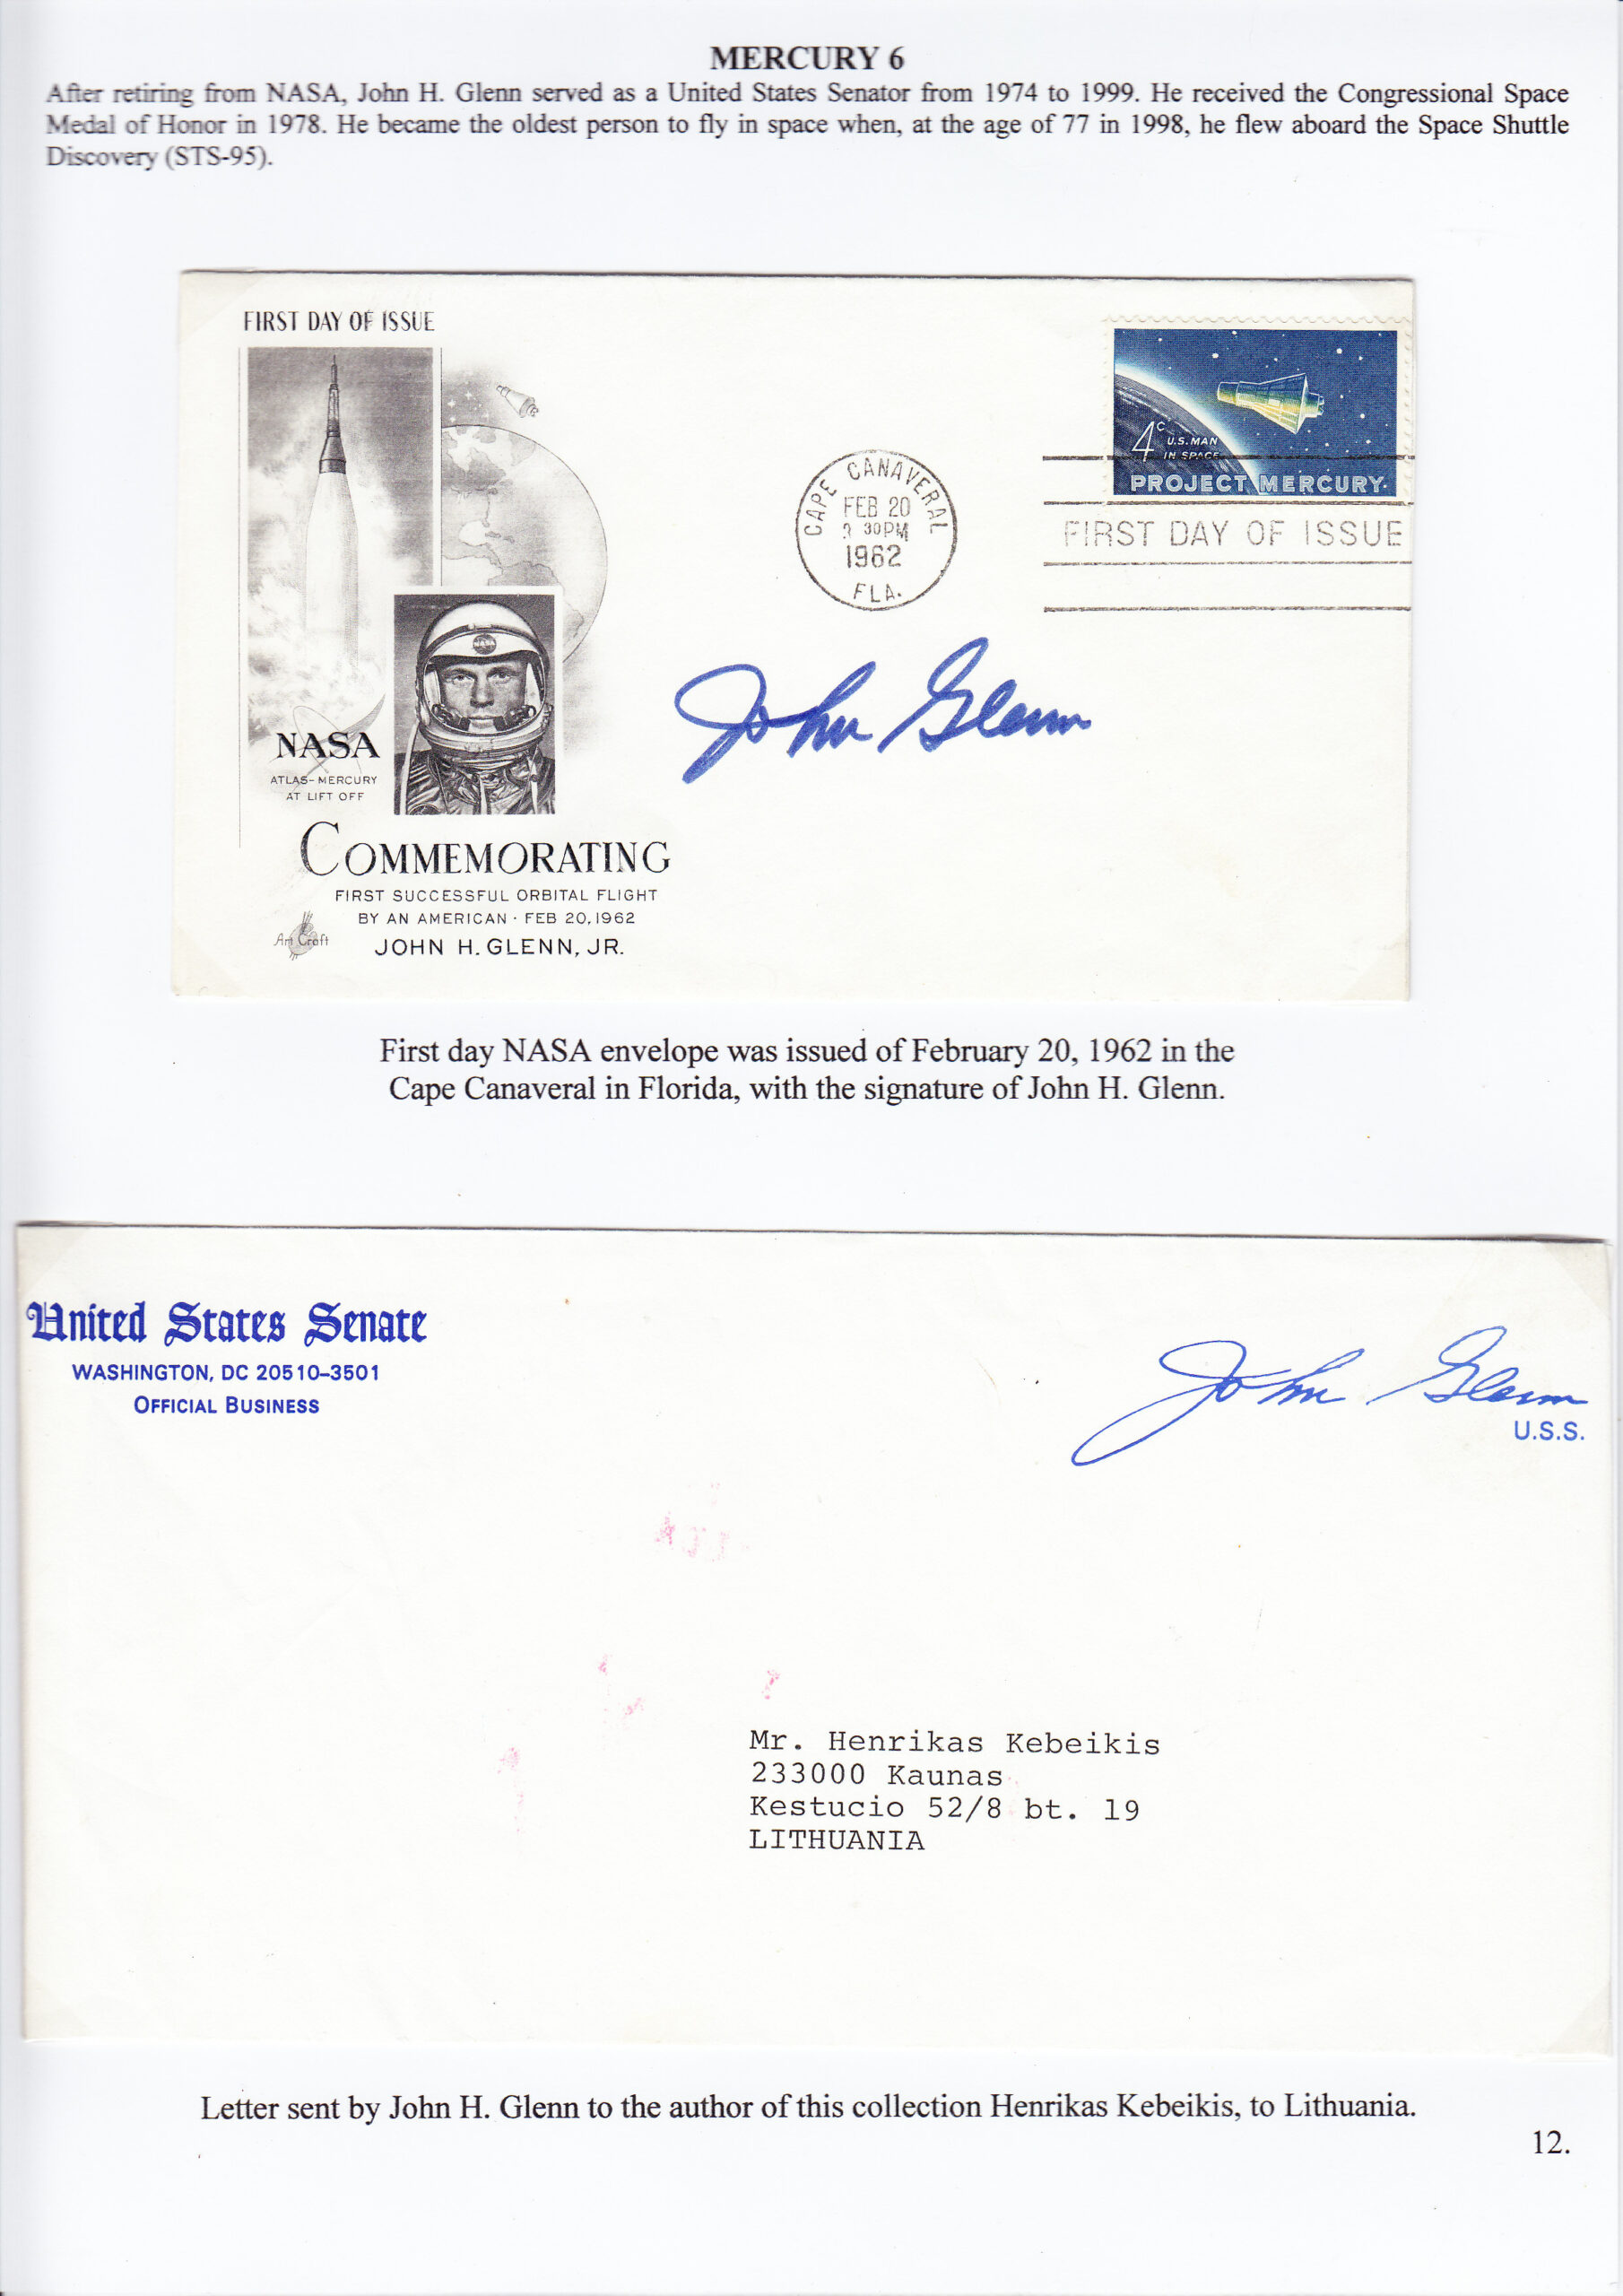 MERCURY 6
After retiring from NASA, John H. Glenn served as a United States Senator from 1974 to 1999. He received the Congressional Space
Medal of Honor in 1978. He became the oldest person to fly in space when, at the age of 77 in 1998, he flew aboard the Space Shuttle
Discovery (STS-95).
FIRST DAY OF ISSUE
4c U.S. MAN
IN SPACE
PROJECT MERCURY
CAPE CANAVERAL
FEB 20
30PM
1962
FLA.
FIRST DAY OF ISSUE
John Glenn
NASA
ATLAS-MERCURY
AT LIFT OFF
COMMEMORATING
FIRST SUCCESSFUL ORBITAL FLIGHT
BY AN AMERICAN · FEB 20, 1962
Art Craft
JOHN H. GLENN, JR.
First day NASA envelope was issued of February 20, 1962 in the
Cape Canaveral in Florida, with the signature of John H. Glenn.
United States Senate
WASHINGTON, DC 20510–3501
OFFICIAL BUSINESS
John Glenn
U.S.S.
Mr. Henrikas Kebeikis
233000 Kaunas
Kestucio 52/8 bt. 19
LITHUANIA
Letter sent by John H. Glenn to the author of this collection Henrikas Kebeikis, to Lithuania.
12.